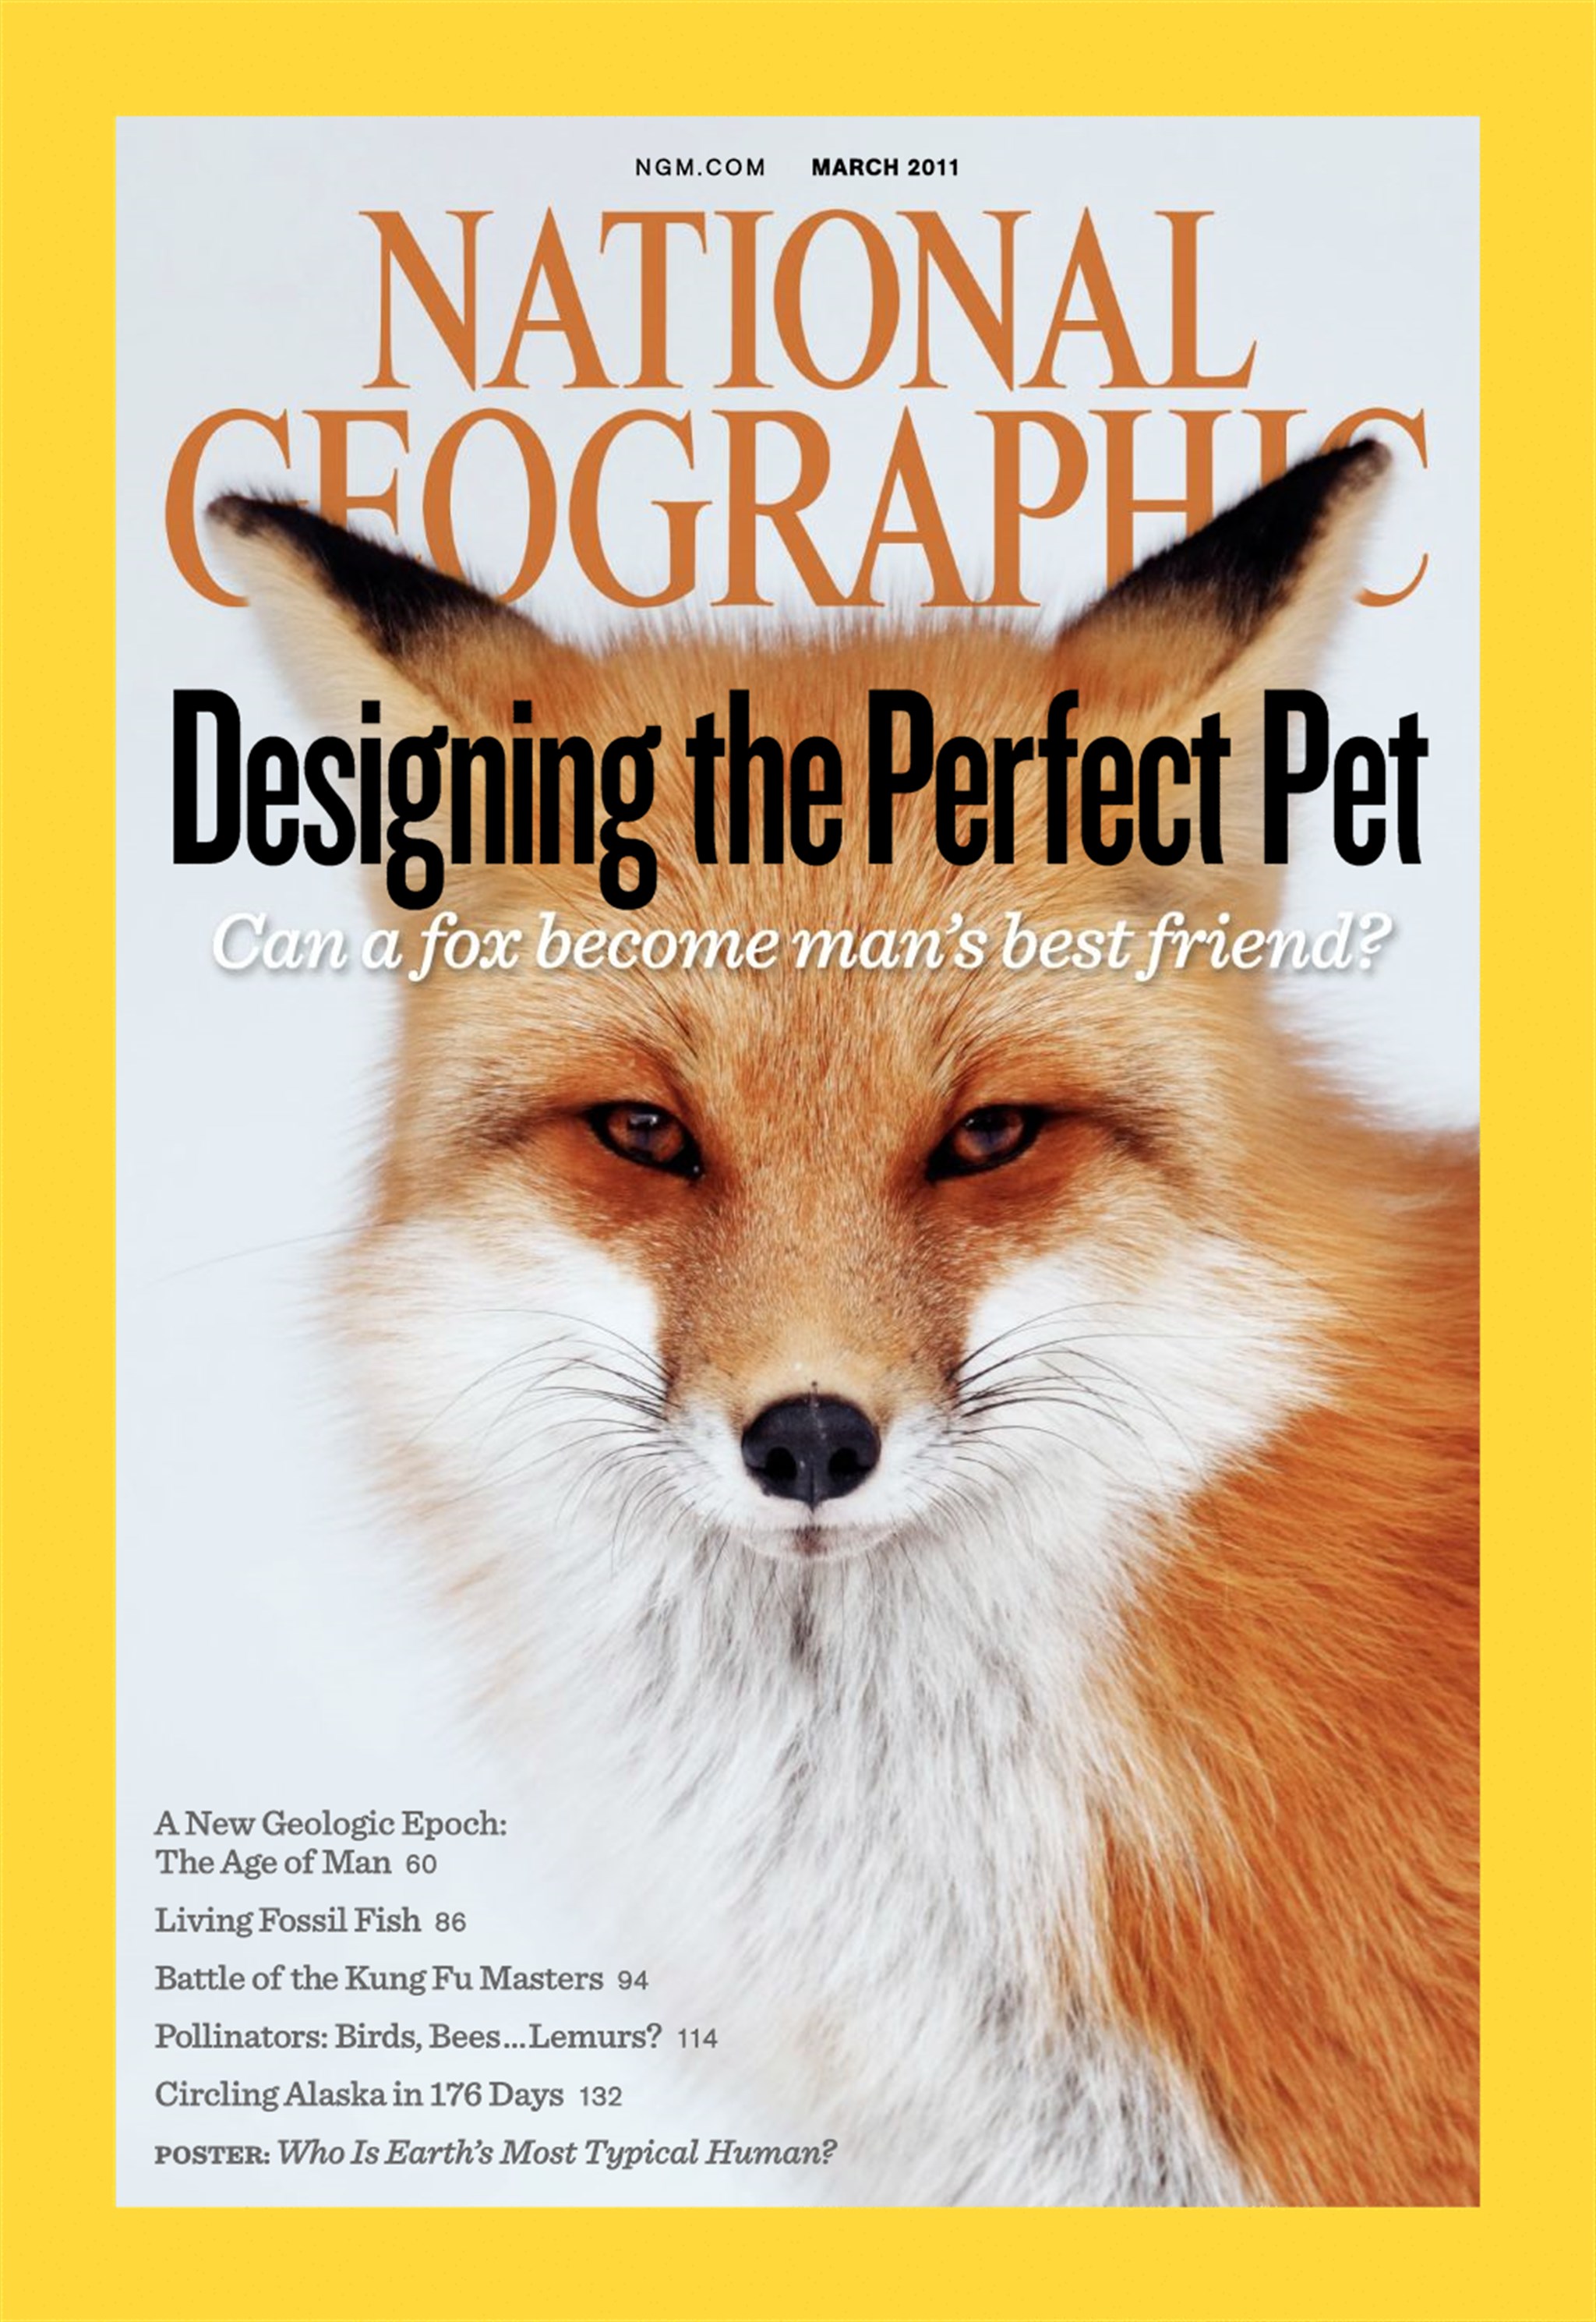 NGM.COM MARCH 2011
NATIONAL
GEOGRAPHIC
Designing the Perfect Pet
Can a fox become man's best friend?
A New Geologic Epoch:
The Age of Man 60
Living Fossil Fish 86
Battle of the Kung Fu Masters 94
Pollinators: Birds, Bees...Lemurs? 114
Circling Alaska in 176 Days 132
POSTER: Who Is Earth's Most Typical Human?